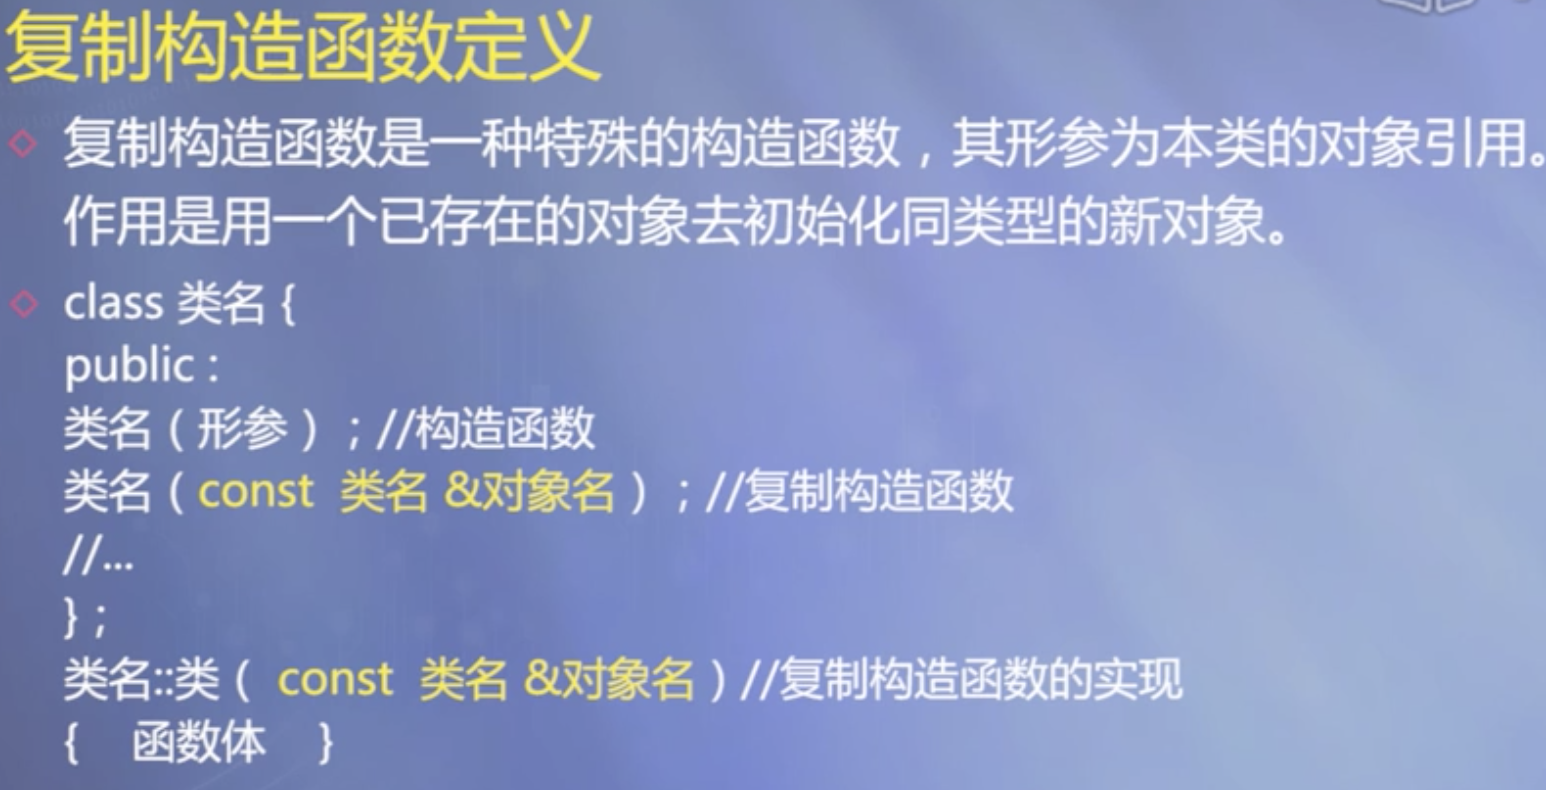 复制构造函数定义
复制构造函数是一种特殊的构造函数，其形参为本类的对象引用。
作用是用一个已存在的对象去初始化同类型的新对象。
class 类名 {
public :
类名（形参）；//构造函数
类名（const 类名 &对象名）；//复制构造函数
//...
}；
类名::类（ const 类名 &对象名）//复制构造函数的实现
{ 函数体 }